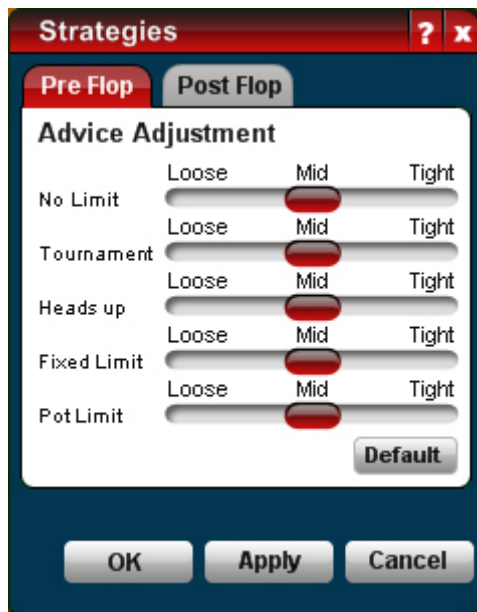 Strategies ? x
Pre Flop Post Flop
Advice Adjustment
Loose Mid Tight
No Limit
Loose Mid Tight
Tournament
Loose Mid Tight
Heads up
Loose Mid Tight
Fixed Limit
Loose Mid Tight
Pot Limit
Default
OK Apply Cancel